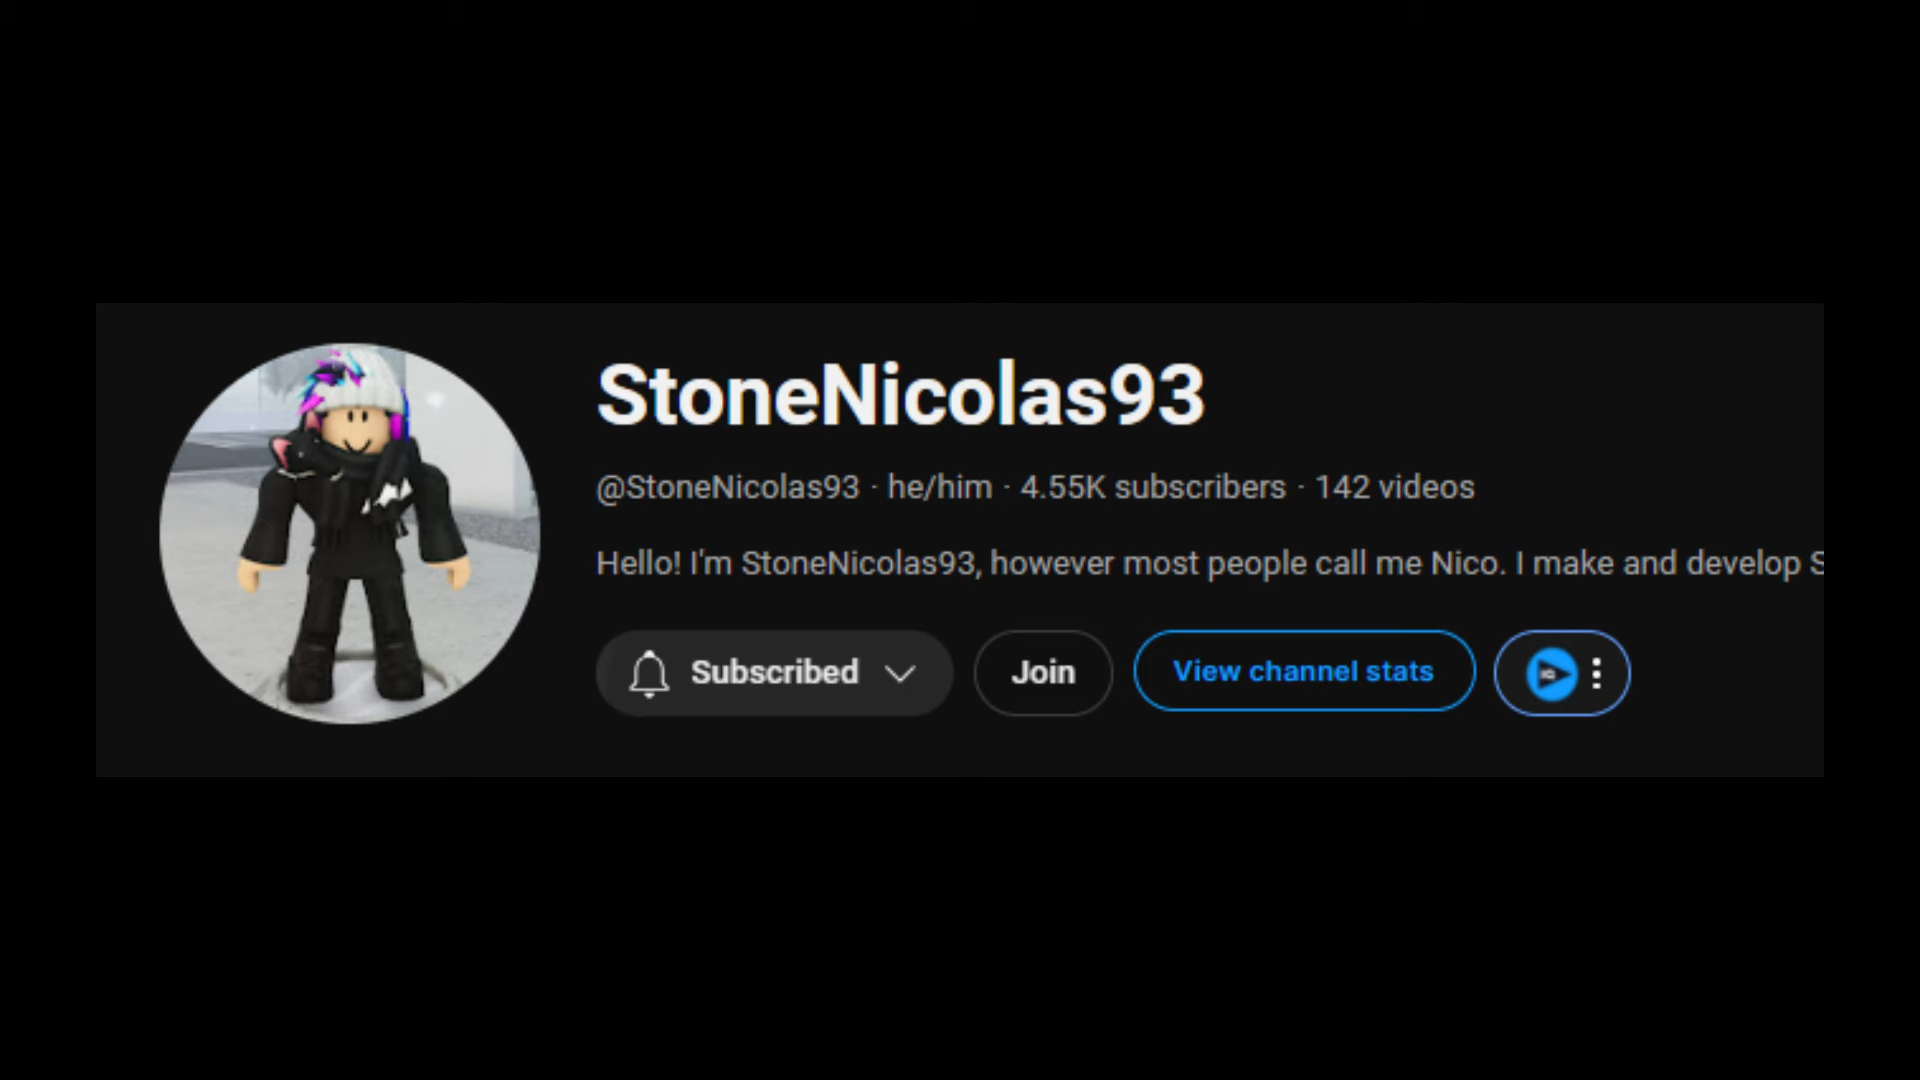 StoneNicolas93
@StoneNicolas93 · he/him · 4.55K subscribers · 142 videos
Hello! I'm StoneNicolas93, however most people call me Nico. I make and develop S
Subscribed Join View channel stats